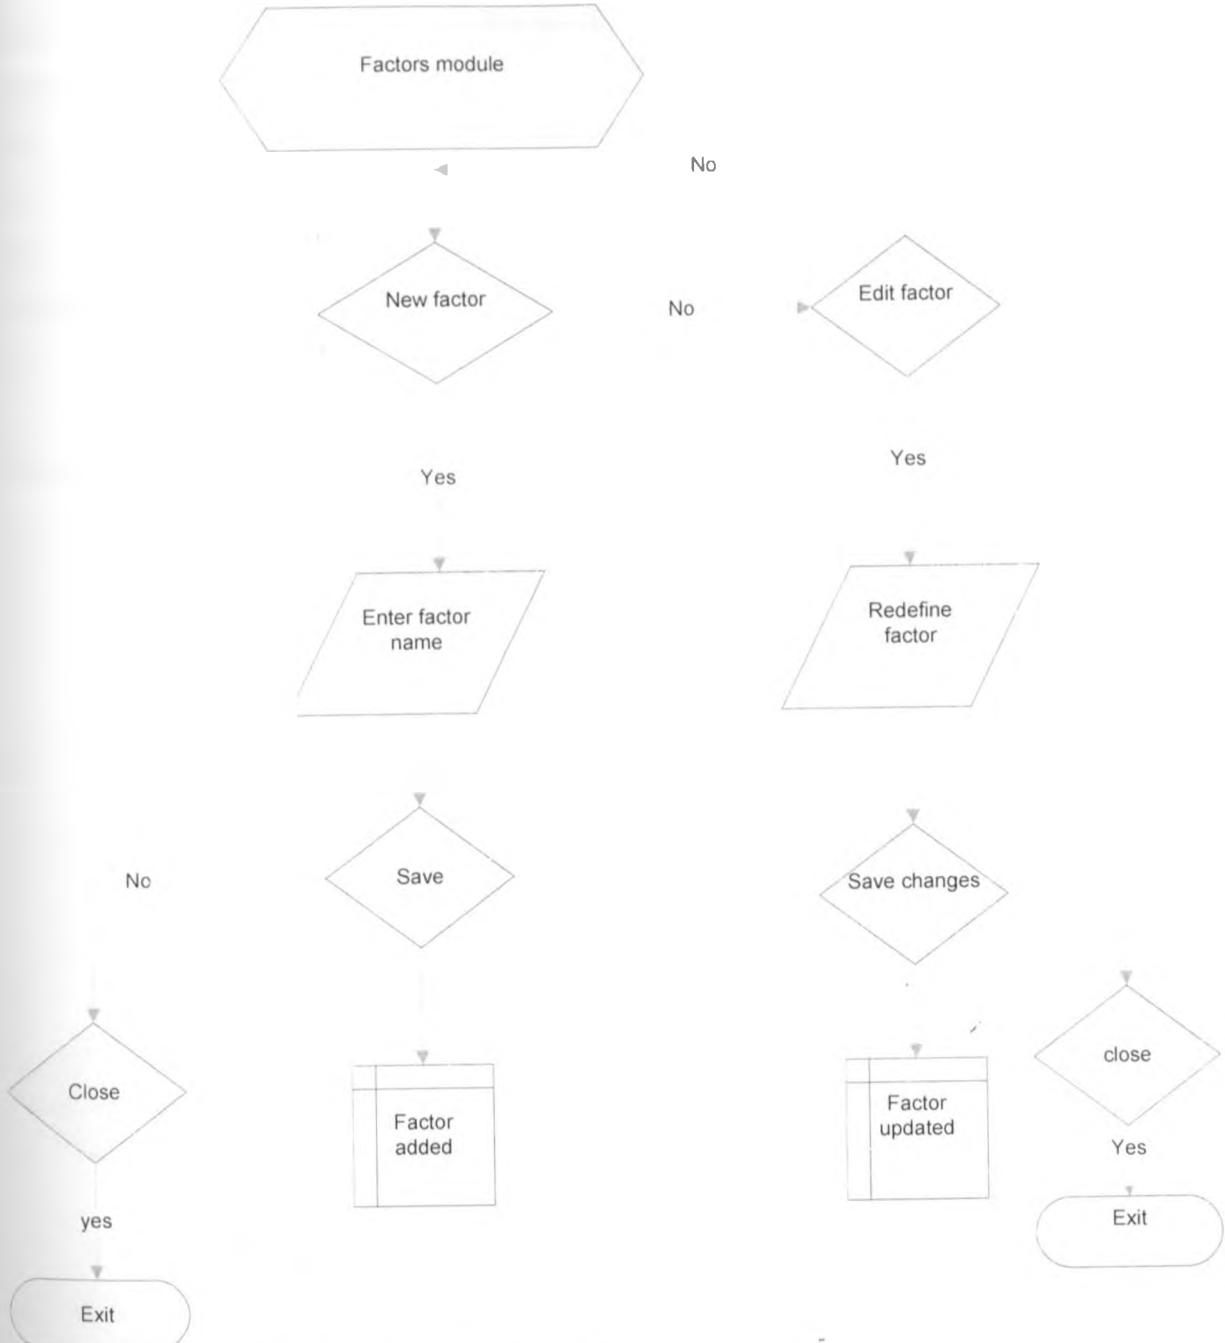 Factors module
No
New factor
No
Edit factor
Yes
Yes
Enter factor
name
Redefine
factor
No
Save
Save changes
Close
Factor
added
Factor
updated
close
Yes
yes
Exit
Exit